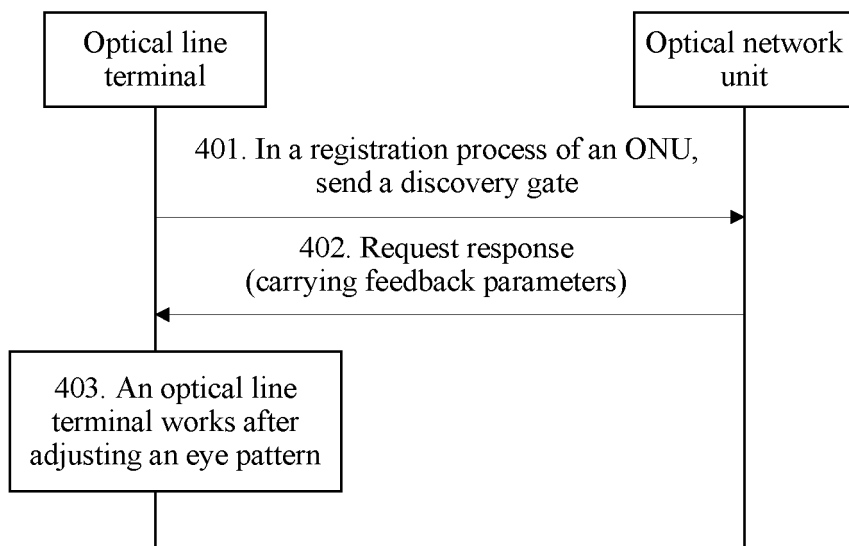 Optical line
terminal
Optical network
unit
401. In a registration process of an ONU,
send a discovery gate
402. Request response
(carrying feedback parameters)
403. An optical line
terminal works after
adjusting an eye pattern